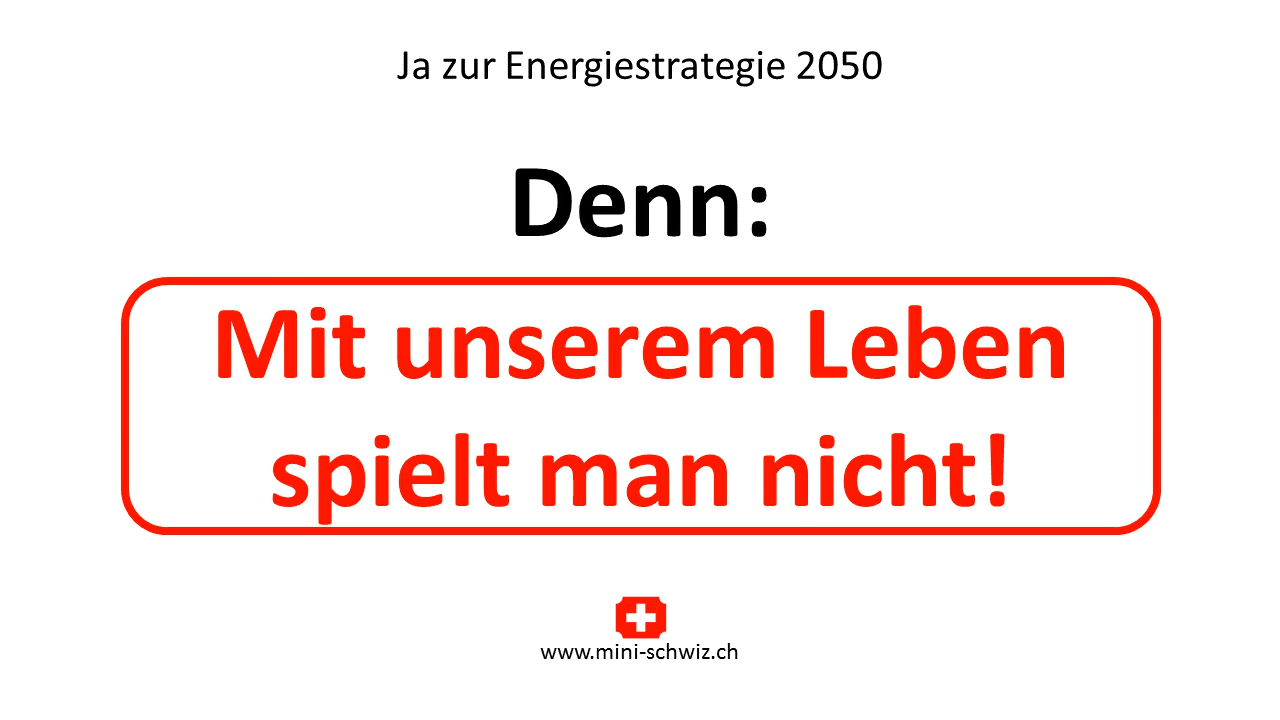 Ja zur Energiestrategie 2050
Denn:
Mit unserem Leben
spielt man nicht!
www.mini-schwiz.ch